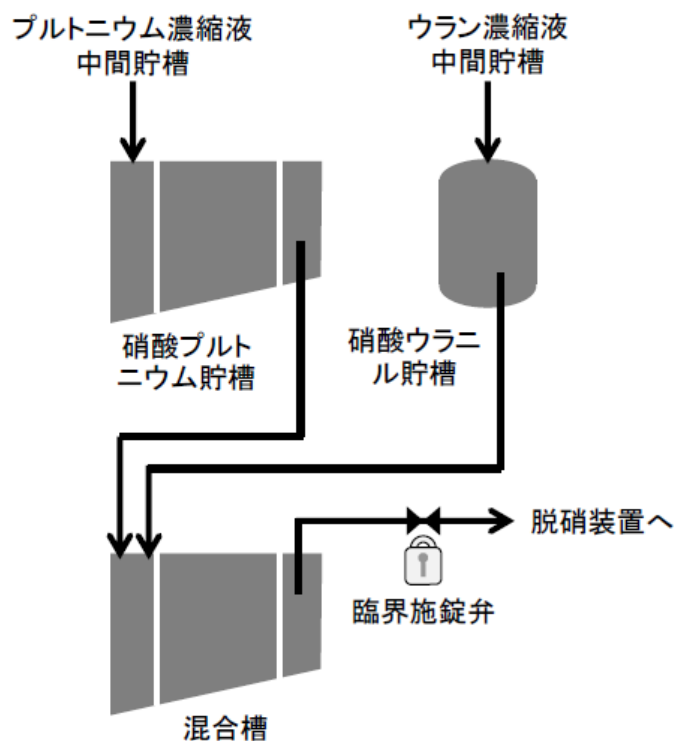 プルトニウム濃縮液
中間貯槽
ウラン濃縮液
中間貯槽
硝酸プルト
ニウム貯槽
硝酸ウラニ
ル貯槽
脱硝装置へ
臨界施錠弁
混合槽